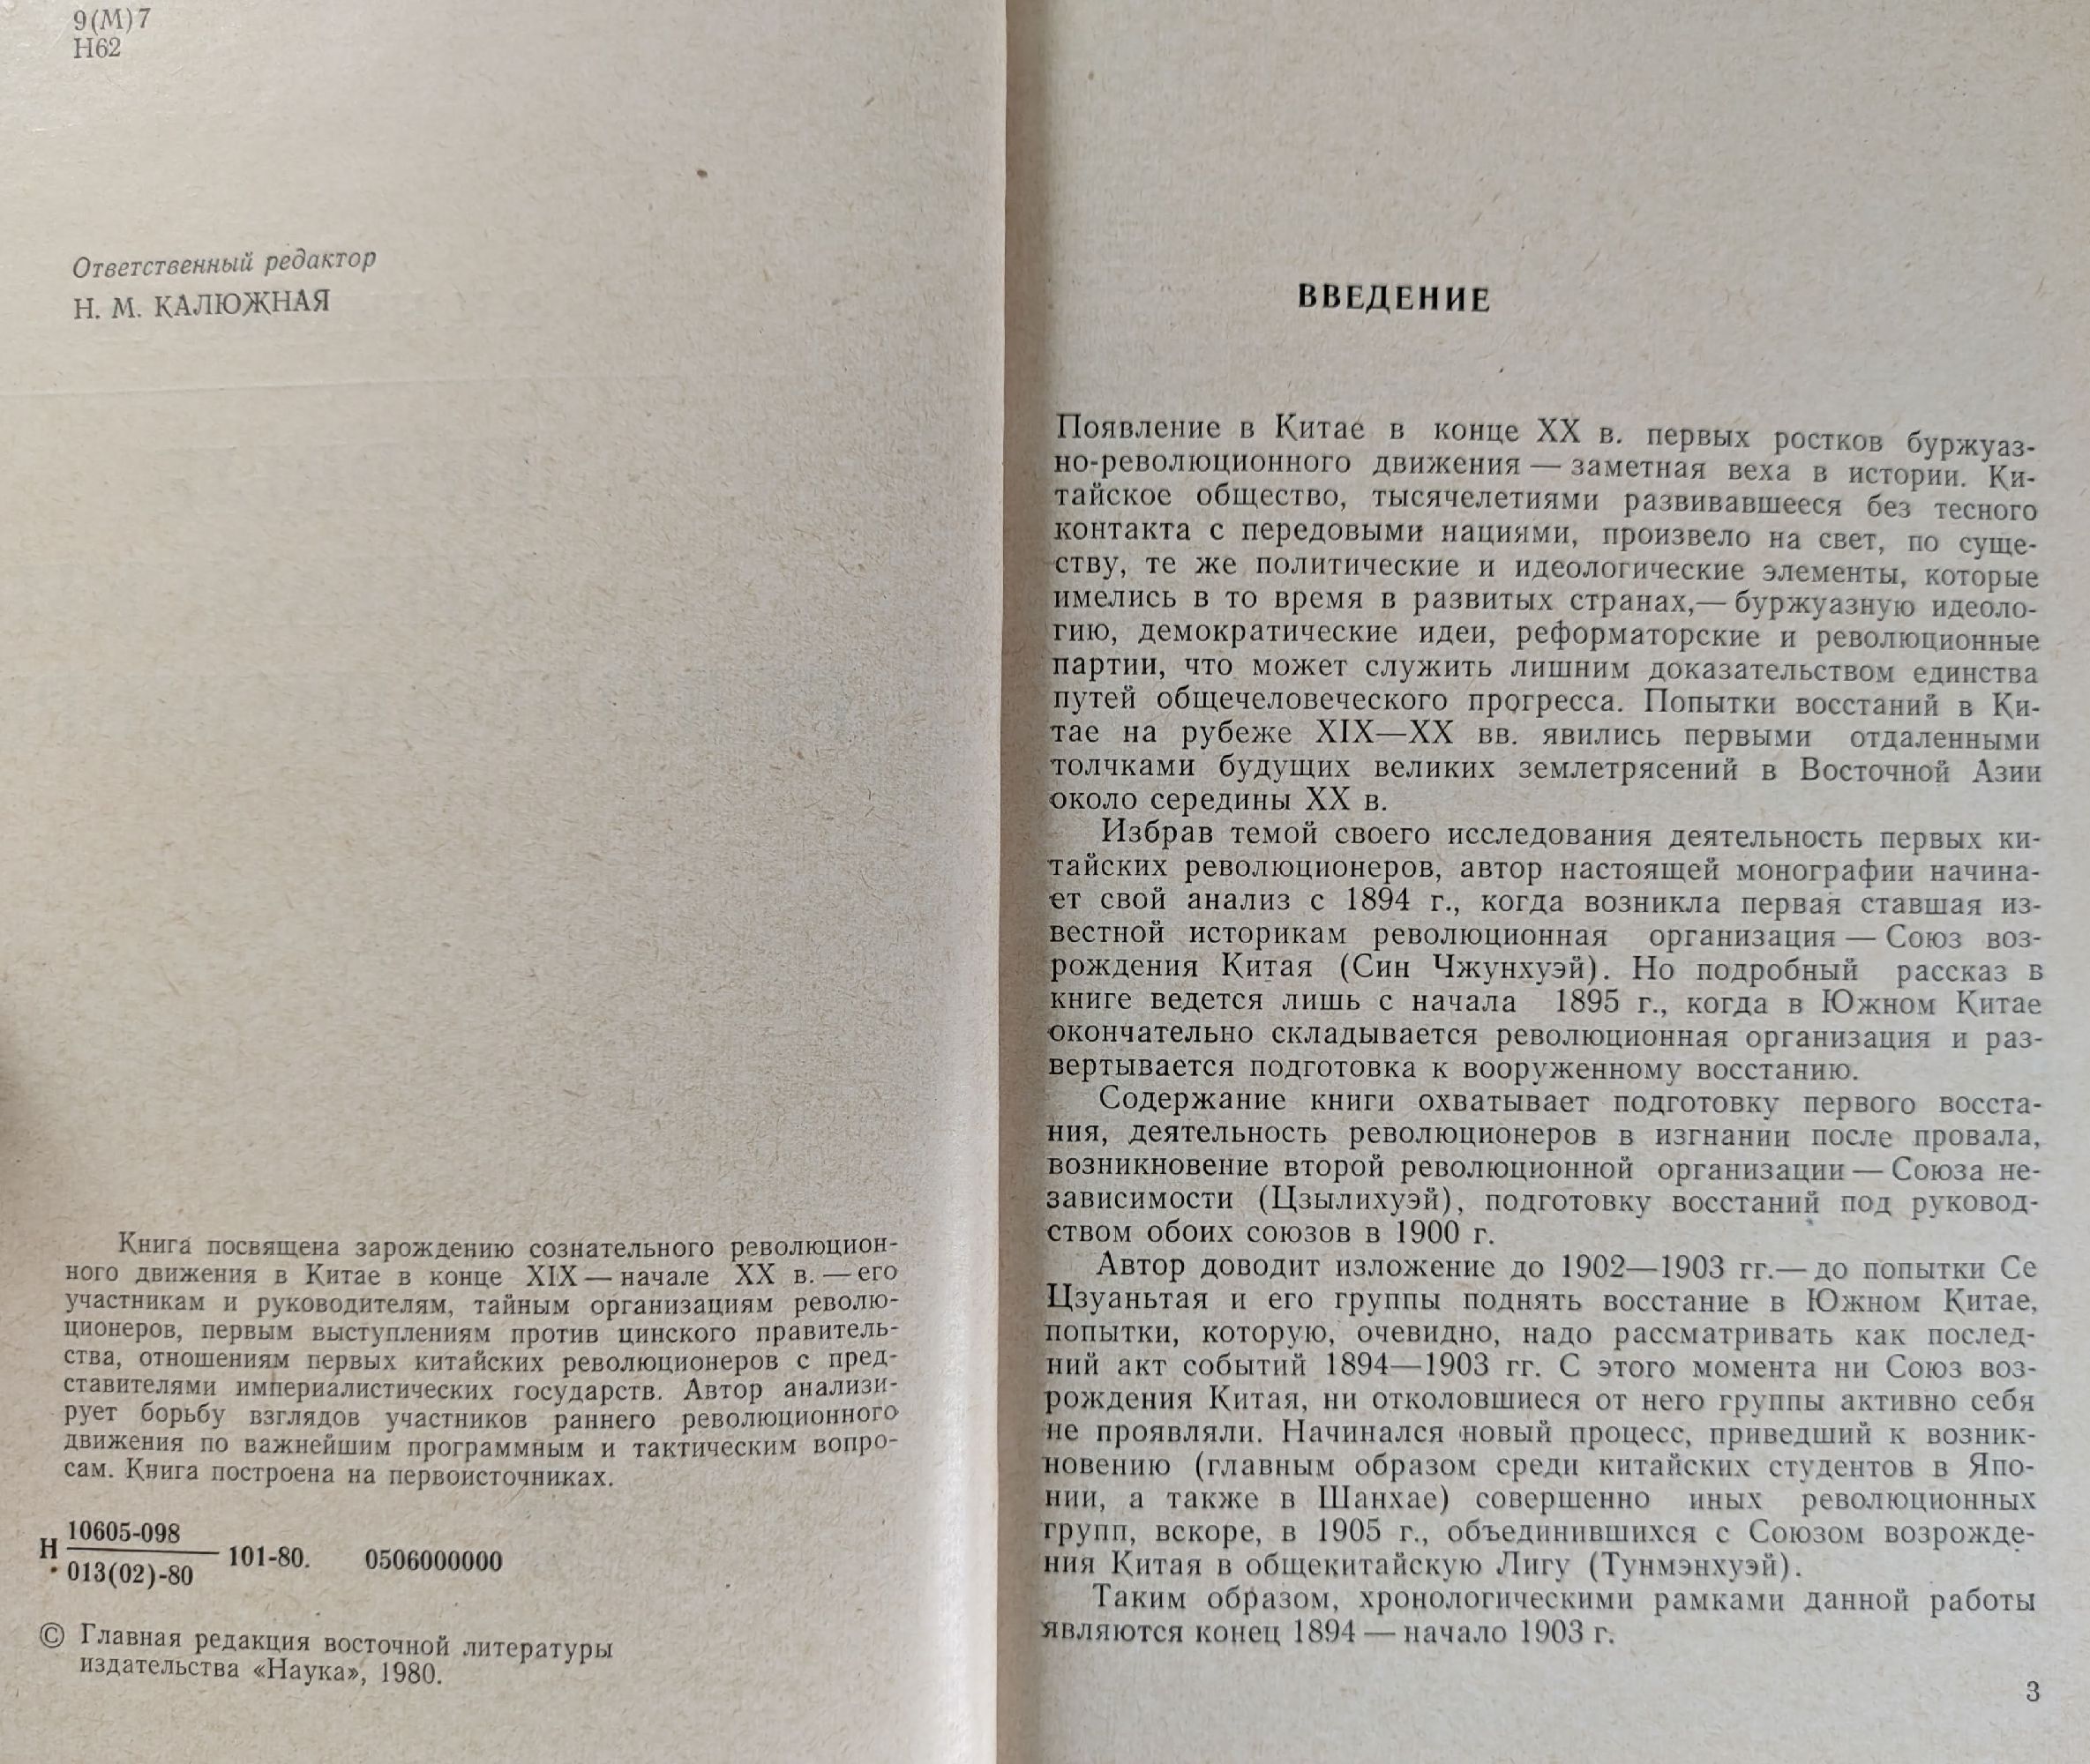 9(М)7
Н62
Ответственный редактор
Н. М. КАЛЮЖНАЯ
Книга посвящена зарождению сознательного революцион-
ного движения в Китае в конце XIX — начале XX в. — его
участникам и руководителям, тайным организациям револю-
ционеров, первым выступлениям против цинского правитель-
ства, отношениям первых китайских революционеров с пред-
ставителями империалистических государств. Автор анализи-
рует борьбу взглядов участников раннего революционного
движения по важнейшим программным и тактическим вопро-
сам. Книга построена на первоисточниках.
Н 10605-098
013(02)-80 101-80. 0506000000
© Главная редакция восточной литературы
издательства «Наука», 1980.
ВВЕДЕНИЕ
Появление в Китае в конце XX в. первых ростков буржуаз-
но-революционного движения — заметная веха в истории. Ки-
тайское общество, тысячелетиями развивавшееся без тесного
контакта с передовыми нациями, произвело на свет, по суще-
ству, те же политические и идеологические элементы, которые
имелись в то время в развитых странах,— буржуазную идеоло-
гию, демократические идеи, реформаторские и революционные
партии, что может служить лишним доказательством единства
путей общечеловеческого прогресса. Попытки восстаний в Ки-
тае на рубеже XIX—XX вв. явились первыми отдаленными
толчками будущих великих землетрясений в Восточной Азии
около середины XX в.
Избрав темой своего исследования деятельность первых ки-
тайских революционеров, автор настоящей монографии начина-
ет свой анализ с 1894 г., когда возникла первая ставшая из-
вестной историкам революционная организация — Союз воз-
рождения Китая (Син Чжунхуэй). Но подробный рассказ в
книге ведется лишь с начала 1895 г., когда в Южном Китае
окончательно складывается революционная организация и раз-
вертывается подготовка к вооруженному восстанию.
Содержание книги охватывает подготовку первого восста-
ния, деятельность революционеров в изгнании после провала,
возникновение второй революционной организации — Союза не-
зависимости (Цзылихуэй), подготовку восстаний под руковод-
ством обоих союзов в 1900 г.
Автор доводит изложение до 1902—1903 гг.— до попытки Се
Цзуаньтая и его группы поднять восстание в Южном Китае,
попытки, которую, очевидно, надо рассматривать как послед-
ний акт событий 1894—1903 гг. С этого момента ни Союз воз-
рождения Китая, ни отколовшиеся от него группы активно себя
не проявляли. Начинался новый процесс, приведший к возник-
новению (главным образом среди китайских студентов в Япо-
нии, а также в Шанхае) совершенно иных революционных
групп, вскоре, в 1905 г., объединившихся с Союзом возрожде-
ния Китая в общекитайскую Лигу (Тунмэнхуэй).
Таким образом, хронологическими рамками данной работы
являются конец 1894 — начало 1903 г.
3